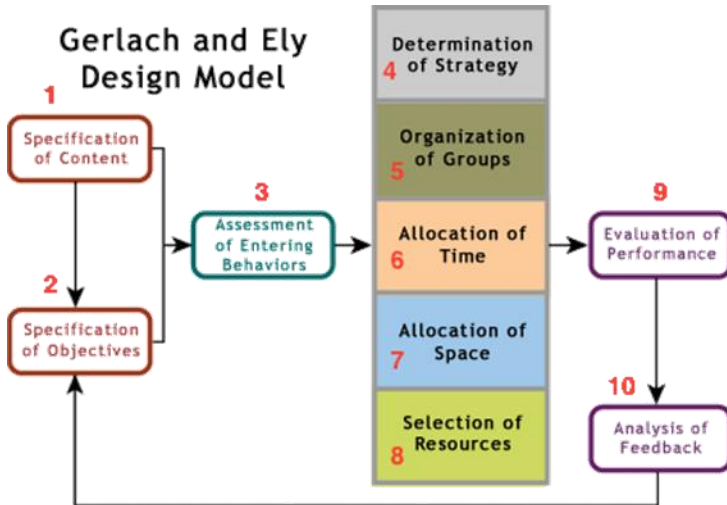 Gerlach and Ely
Design Model
1
Specification
of Content
2
Specification
of Objectives
3
Assessment
of Entering
Behaviors
Determination
of Strategy
4
Organization
of Groups
5
Allocation of
Time
6
Allocation of
Space
7
Selection of
Resources
8
9
Evaluation of
Performance
10
Analysis of
Feedback